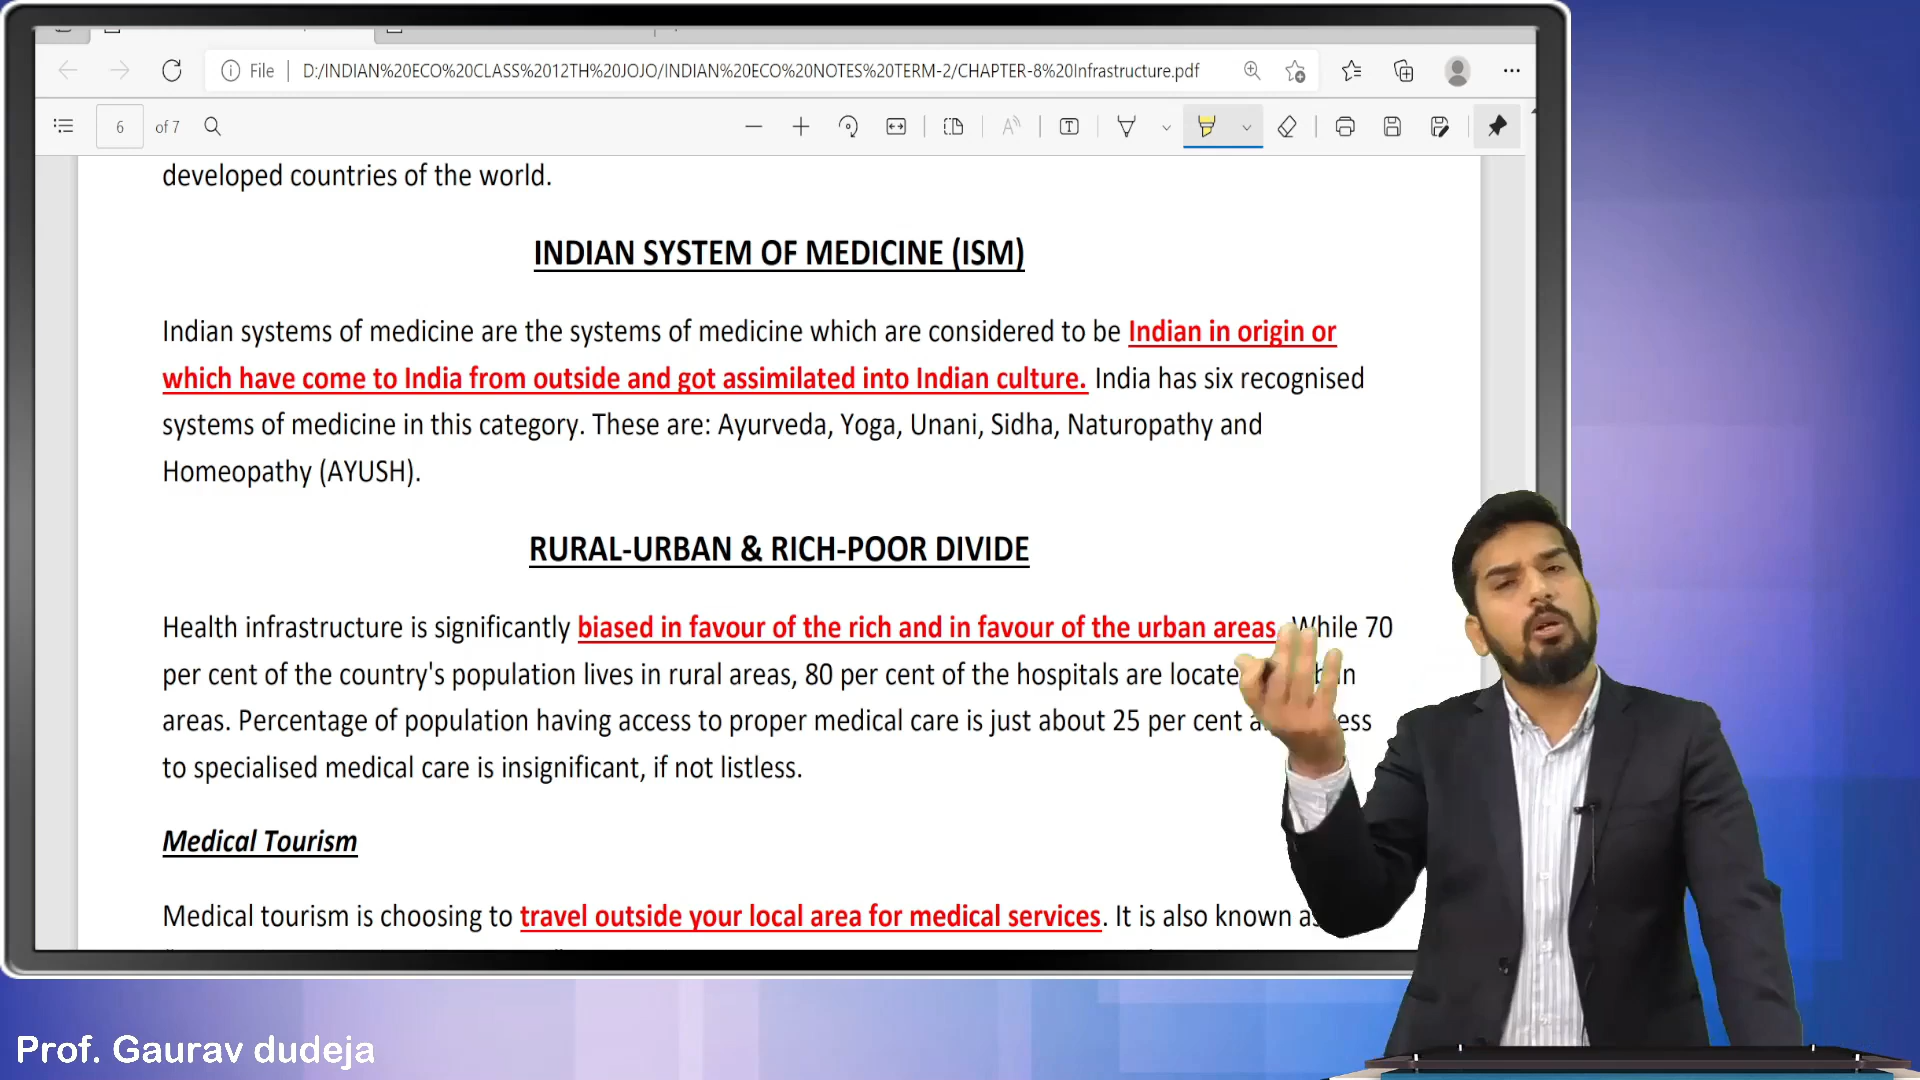 File
D:/INDIAN%20ECO%20CLASS%2012TH%20JOJO/INDIAN%20ECO%20NOTES%20TERM-2/CHAPTER-8%20Infrastructure.pdf
6 of 7
developed countries of the world.
INDIAN SYSTEM OF MEDICINE (ISM)
Indian systems of medicine are the systems of medicine which are considered to be Indian in origin or
which have come to India from outside and got assimilated into Indian culture. India has six recognised
systems of medicine in this category. These are: Ayurveda, Yoga, Unani, Sidha, Naturopathy and
Homeopathy (AYUSH).
RURAL-URBAN & RICH-POOR DIVIDE
Health infrastructure is significantly biased in favour of the rich and in favour of the urban areas. While 70
per cent of the country's population lives in rural areas, 80 per cent of the hospitals are
areas. Percentage of population having access to proper medical care is just about 25 per cent
to specialised medical care is insignificant, if not listless.
Medical Tourism
Medical tourism is choosing to travel outside your local area for medical services. It is also known as
Prof. Gaurav dudeja